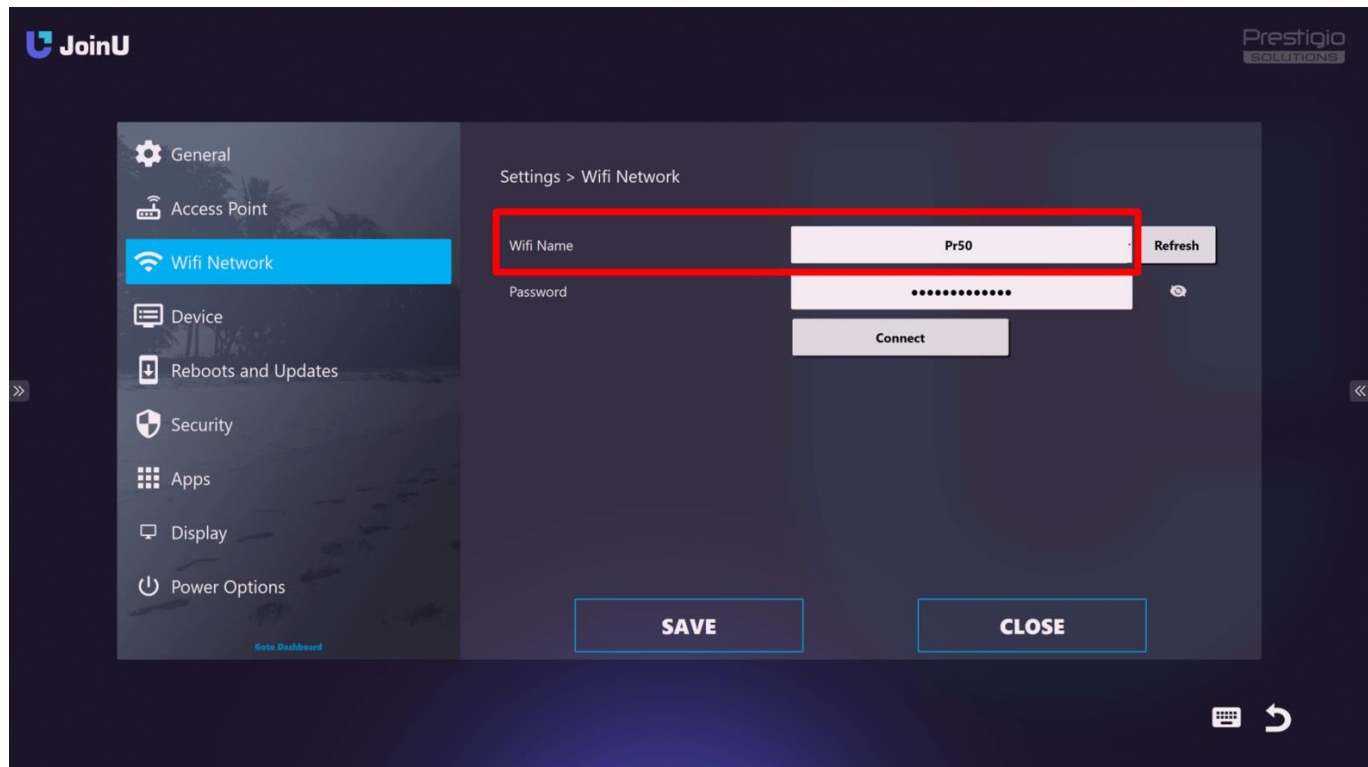 JoinU
Prestigio
SOLUTIONS
General
Access Point
Wifi Network
Device
Reboots and Updates
Security
Apps
Display
Power Options
Goto Dashboard
Settings > Wifi Network
Wifi Name Pr50 Refresh
Password •••••••••••••
Connect
SAVE CLOSE